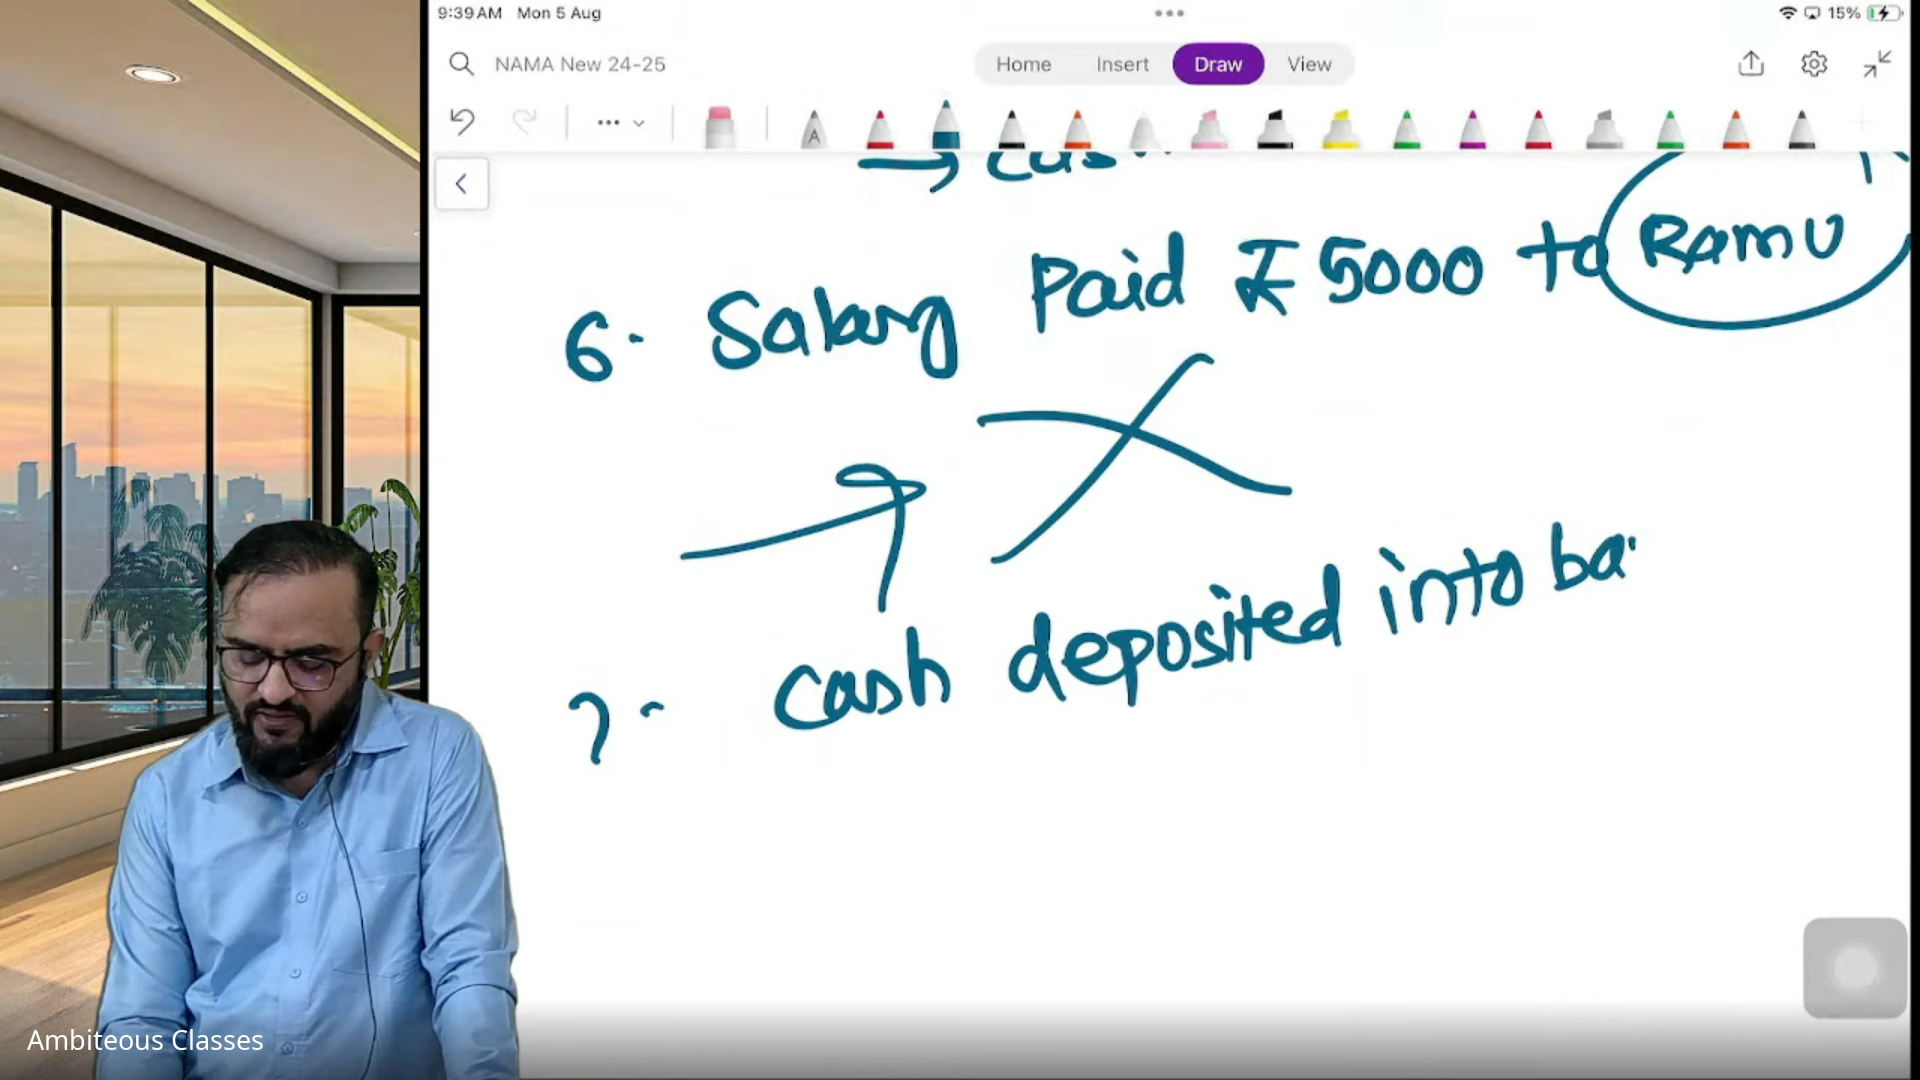 9:39 AM Mon 5 Aug
15%
NAMA New 24-25
Home Insert Draw View
A
→ cash
6. Salary Paid ₹ 5000 to Ramu
7. Cash deposited into ba
Ambiteous Classes